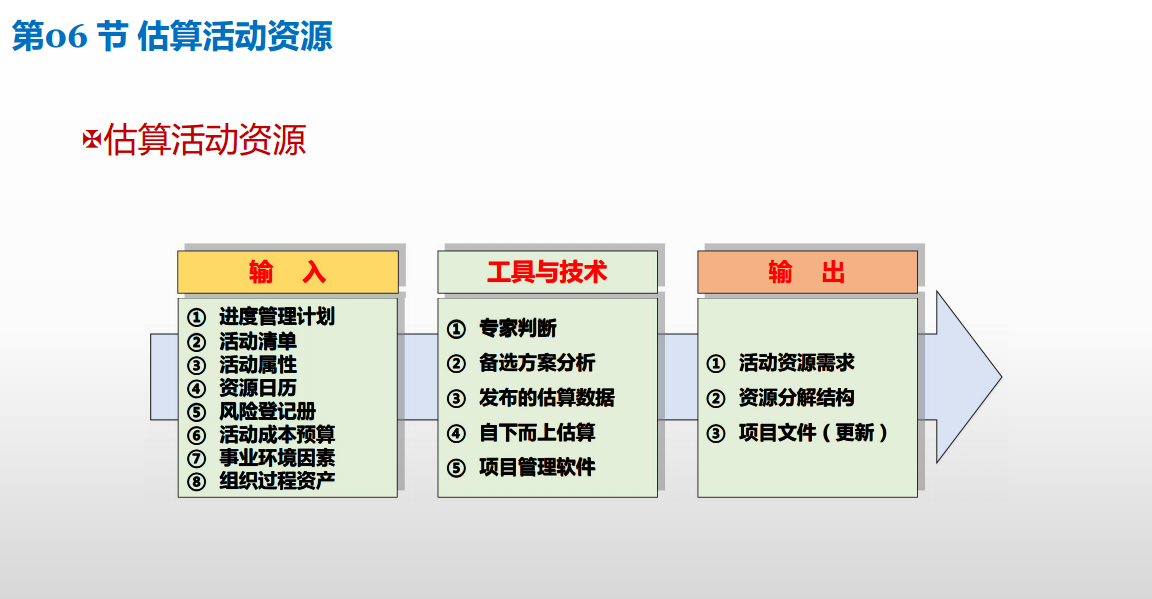 第06 节 估算活动资源
✠估算活动资源
输 入
① 进度管理计划
② 活动清单
③ 活动属性
④ 资源日历
⑤ 风险登记册
⑥ 活动成本预算
⑦ 事业环境因素
⑧ 组织过程资产
工具与技术
① 专家判断
② 备选方案分析
③ 发布的估算数据
④ 自下而上估算
⑤ 项目管理软件
输 出
① 活动资源需求
② 资源分解结构
③ 项目文件（更新）